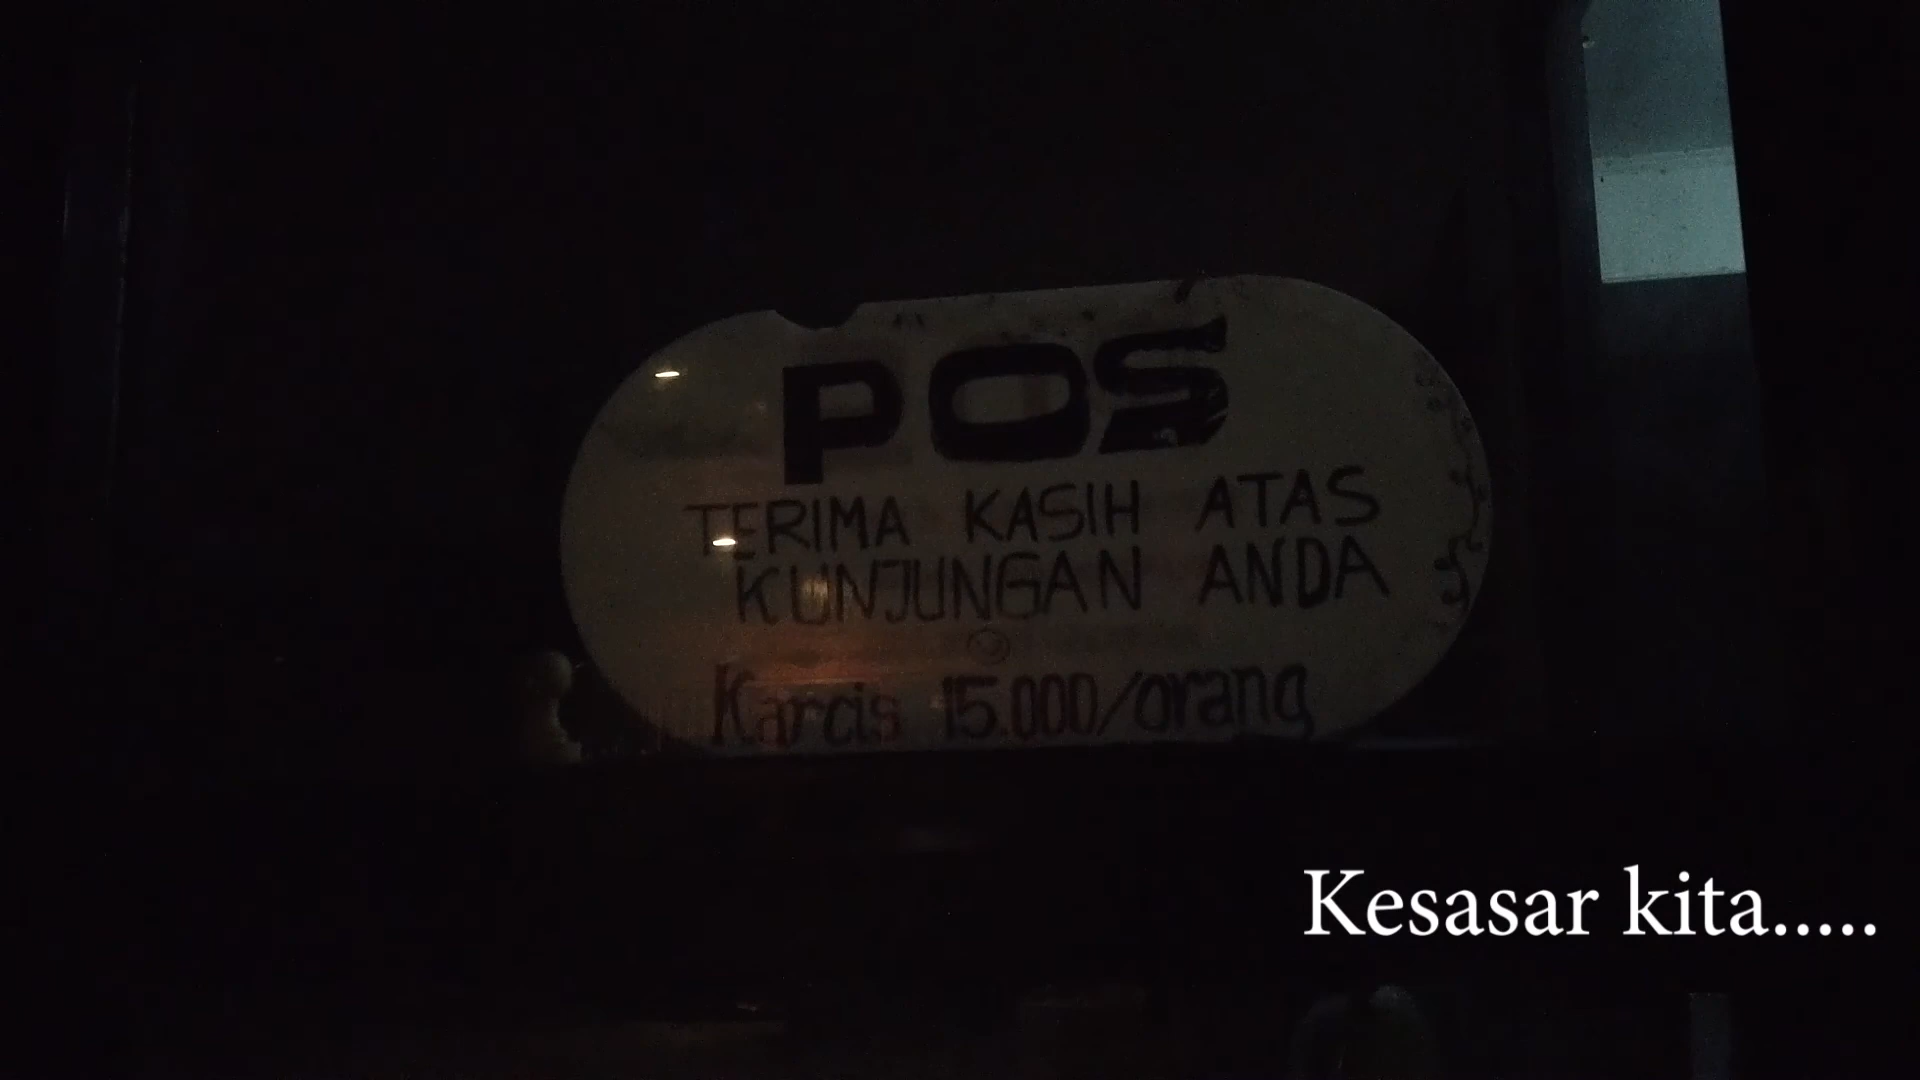 POS
TERIMA KASIH ATAS
KUNJUNGAN ANDA
Karcis 15.000/orang
Kesasar kita.....